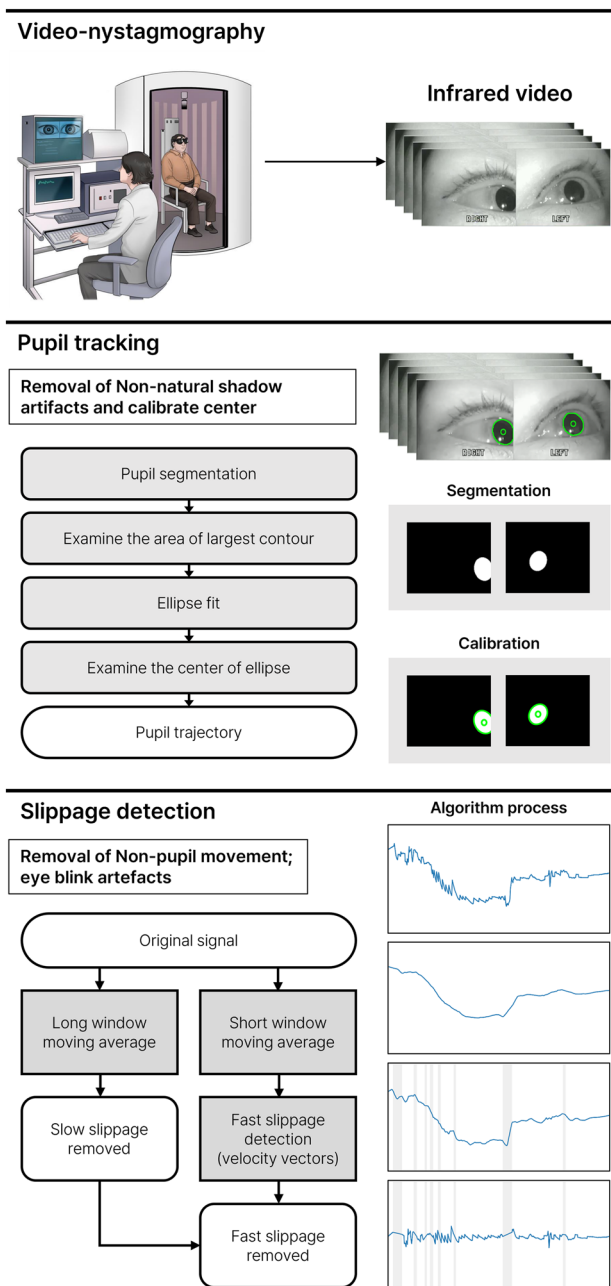 Video-nystagmography
Infrared video
RIGHT
LEFT
Pupil tracking
Removal of Non-natural shadow
artifacts and calibrate center
Pupil segmentation
Examine the area of largest contour
Ellipse fit
Examine the center of ellipse
Pupil trajectory
RIGHT
LEFT
Segmentation
Calibration
Slippage detection
Removal of Non-pupil movement;
eye blink artefacts
Original signal
Long window
moving average
Short window
moving average
Slow slippage
removed
Fast slippage
detection
(velocity vectors)
Fast slippage
removed
Algorithm process